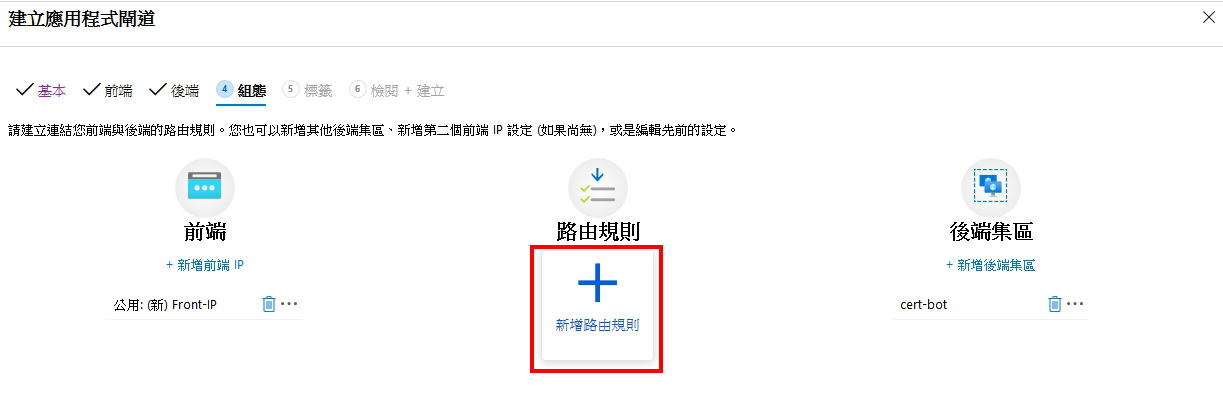 建立應用程式閘道
基本 前端 後端 4 組態 5 標籤 6 檢閱 + 建立
請建立連結您前端與後端的路由規則。您也可以新增其他後端集區、新增第二個前端 IP 設定 (如果尚無)，或是編輯先前的設定。
前端
+ 新增前端 IP
公用: (新) Front-IP
路由規則
新增路由規則
後端集區
+ 新增後端集區
cert-bot